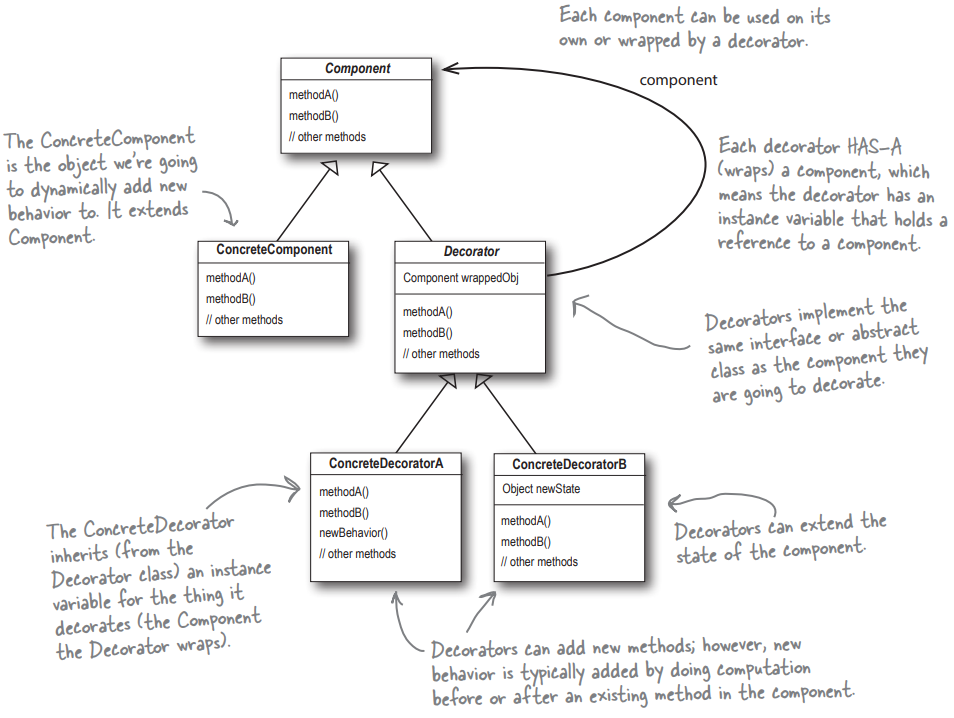 Each component can be used on its
own or wrapped by a decorator.
Component
methodA()
methodB()
// other methods
component
The ConcreteComponent
is the object we're going
to dynamically add new
behavior to. It extends
Component.
Each decorator HAS-A
(wraps) a component, which
means the decorator has an
instance variable that holds a
reference to a component.
ConcreteComponent
methodA()
methodB()
// other methods
Decorator
Component wrappedObj
methodA()
methodB()
// other methods
Decorators implement the
same interface or abstract
class as the component they
are going to decorate.
ConcreteDecoratorA
methodA()
methodB()
newBehavior()
// other methods
ConcreteDecoratorB
Object newState
methodA()
methodB()
// other methods
The ConcreteDecorator
inherits (from the
Decorator class) an instance
variable for the thing it
decorates (the Component
the Decorator wraps).
Decorators can extend the
state of the component.
Decorators can add new methods; however, new
behavior is typically added by doing computation
before or after an existing method in the component.